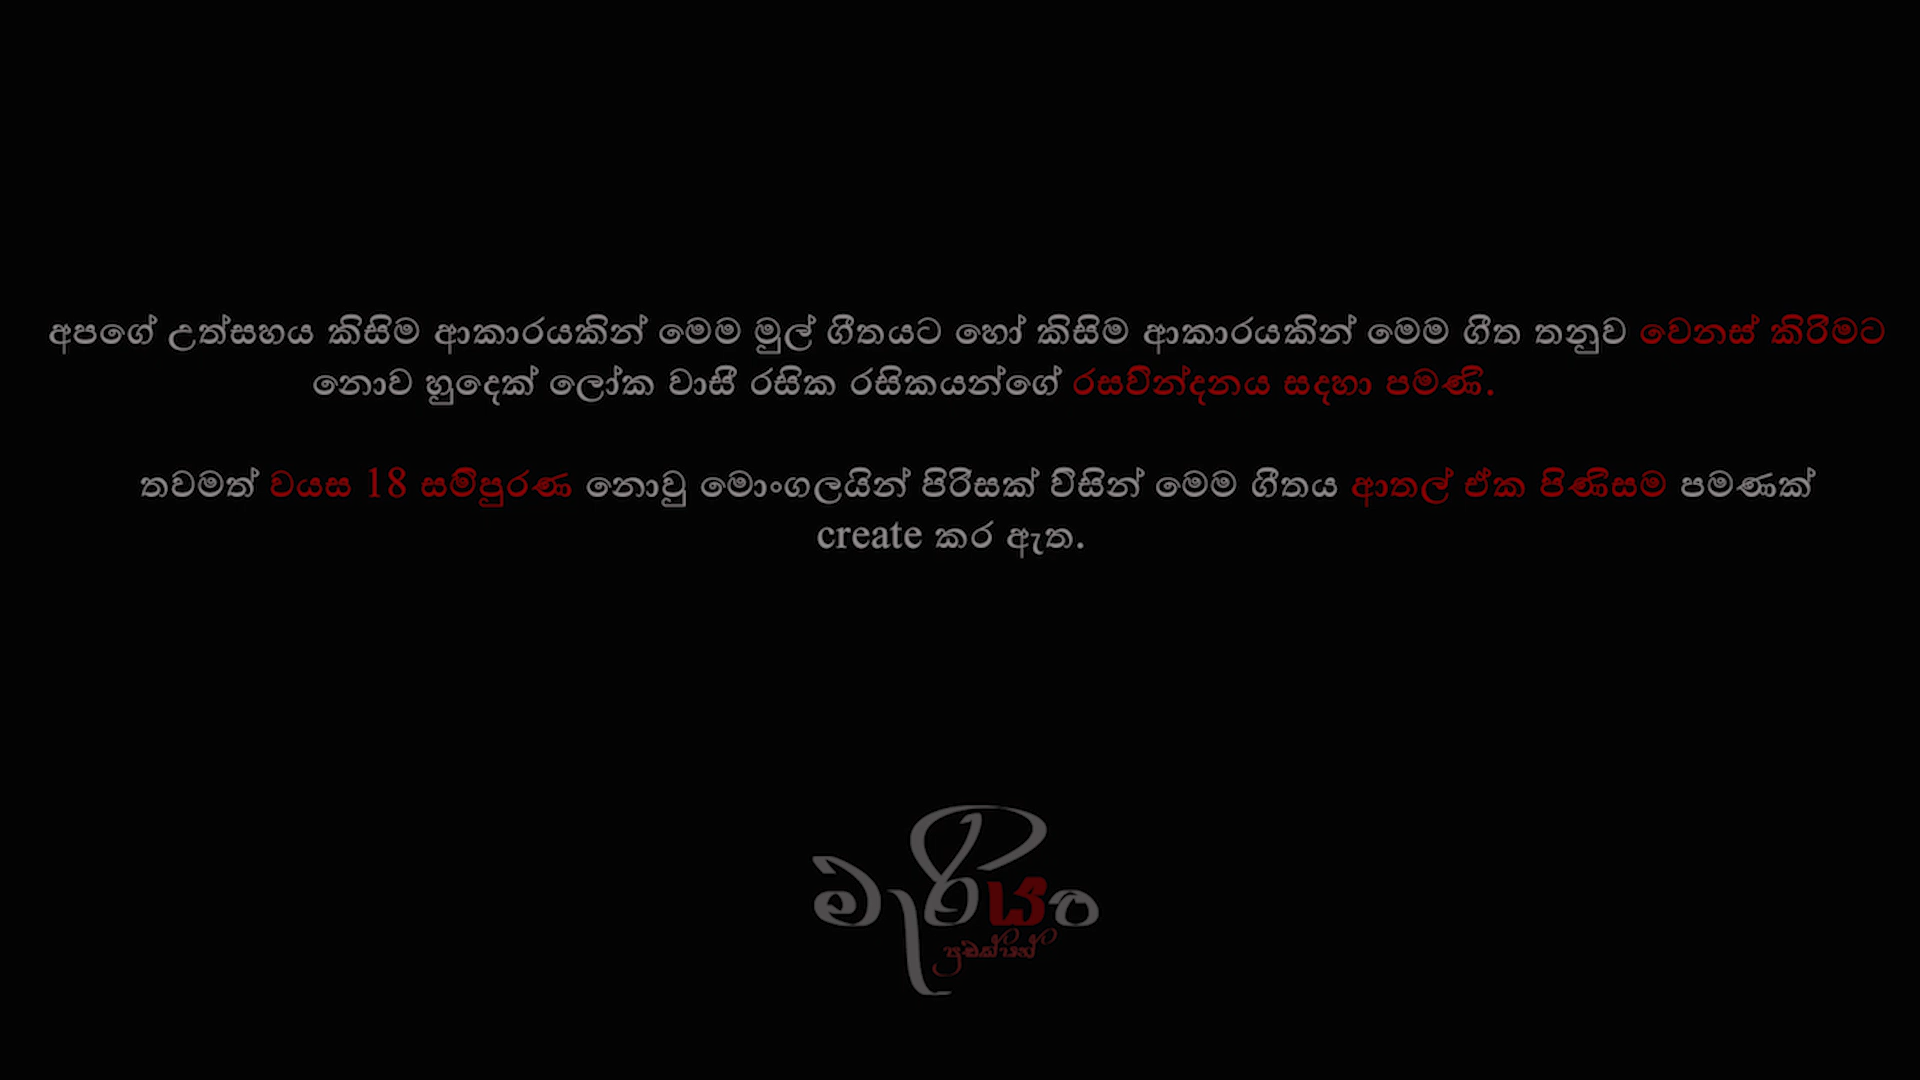 අපගේ උත්සහය කිසිම ආකාරයකින් මෙම මුල් ගීතයට හෝ කිසිම ආකාරයකින් මෙම ගීත තනුව වෙනස් කිරිමට
නොව හුදෙක් ලෝක වාසී රසික රසිකයන්ගේ රසවින්දනය සදහා පමණි.
තවමත් වයස 18 සම්පුරණ නොවු මොංගලයින් පිරිසක් විසින් මෙම ගීතය ආතල් ඒක පිණිසම පමණක්
create කර ඇත.